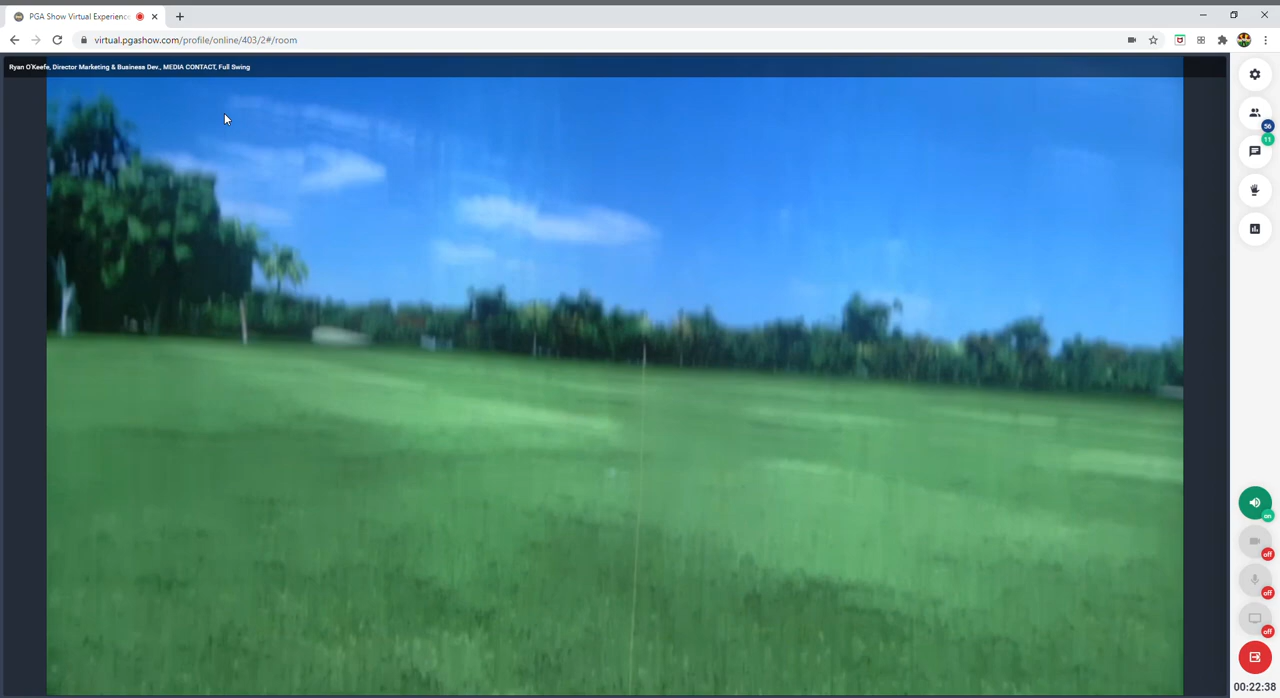 PGA Show Virtual Experience
virtual.pgashow.com/profile/online/403/2#/room
Ryan O'Keefe, Director Marketing & Business Dev., MEDIA CONTACT, Full Swing
56
11
on
off
off
off
00:22:38